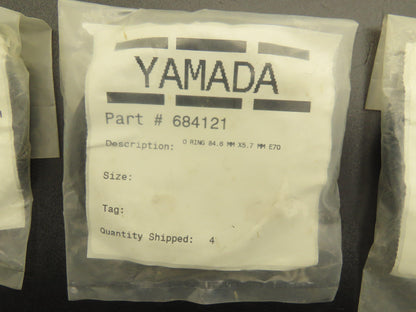 YAMADA
Part # 684121
Description: O RING 84.6 MM X5.7 MM E70
Size:
Tag:
Quantity Shipped: 4